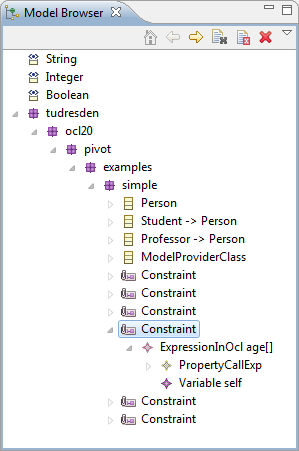 Model Browser
String
Integer
Boolean
tudresden
ocl20
pivot
examples
simple
Person
Student -> Person
Professor -> Person
ModelProviderClass
Constraint
Constraint
Constraint
Constraint
ExpressionInOcl age[]
PropertyCallExp
Variable self
Constraint
Constraint